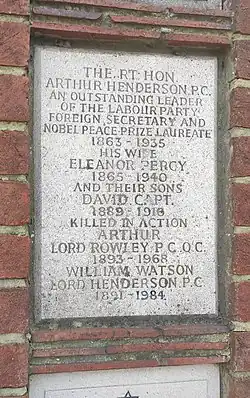 THE RT. HON.
ARTHUR HENDERSON, P.C.
AN OUTSTANDING LEADER
OF THE LABOUR PARTY
FOREIGN SECRETARY AND
NOBEL PEACE PRIZE LAUREATE
1863 - 1935
HIS WIFE
ELEANOR PERCY
1865 - 1940
AND THEIR SONS
DAVID CAPT.
1889 - 1916
KILLED IN ACTION
ARTHUR
LORD ROWLEY P.C. Q.C.
1893 - 1968
WILLIAM WATSON
LORD HENDERSON. P.C
1891 - 1984